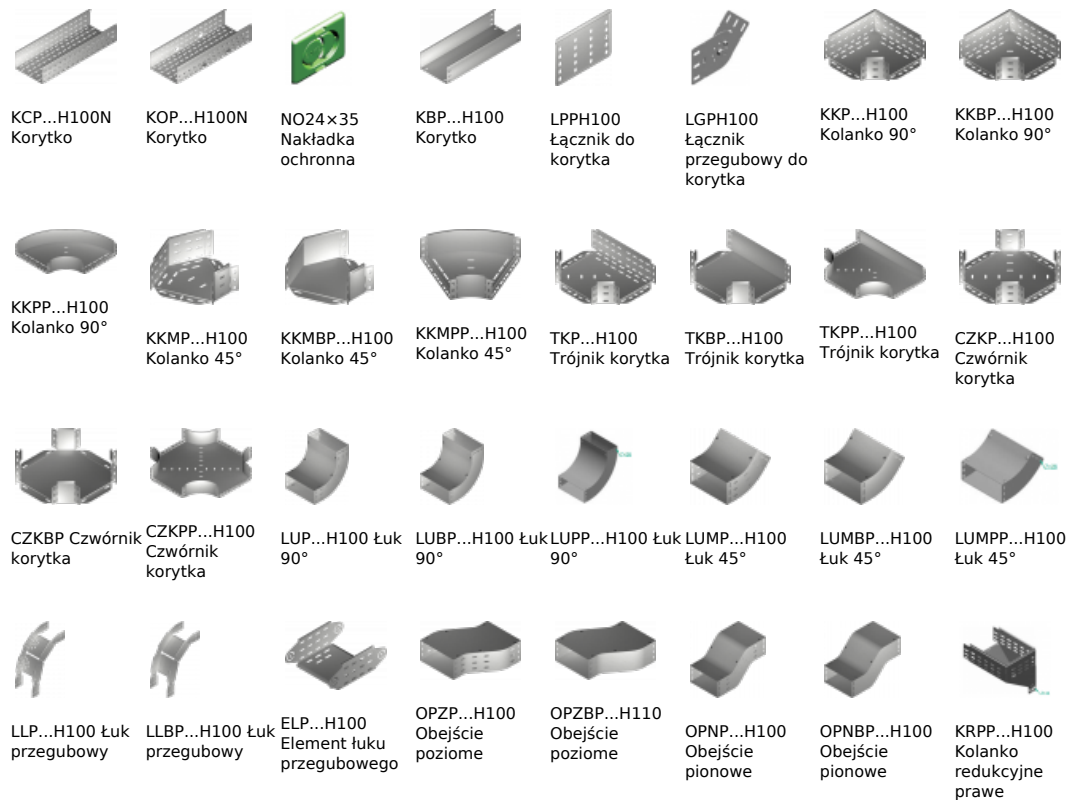 KCP...H100N
Korytko
KOP...H100N
Korytko
NO24×35
Nakładka
ochronna
KBP...H100
Korytko
LPPH100
Łącznik do
korytka
LGPH100
Łącznik
przegubowy do
korytka
KKP...H100
Kolanko 90°
KKBP...H100
Kolanko 90°
KKPP...H100
Kolanko 90°
KKMP...H100
Kolanko 45°
KKMBP...H100
Kolanko 45°
KKMPP...H100
Kolanko 45°
TKP...H100
Trójnik korytka
TKBP...H100
Trójnik korytka
TKPP...H100
Trójnik korytka
CZKP...H100
Czwórnik
korytka
CZKBP Czwórnik
korytka
CZKPP...H100
Czwórnik
korytka
LUP...H100 Łuk
90°
LUBP...H100 Łuk
90°
LUPP...H100 Łuk
90°
LUMP...H100
Łuk 45°
LUMBP...H100
Łuk 45°
LUMPP...H100
Łuk 45°
LLP...H100 Łuk
przegubowy
LLBP...H100 Łuk
przegubowy
ELP...H100
Element łuku
przegubowego
OPZP...H100
Obejście
poziome
OPZBP...H110
Obejście
poziome
OPNP...H100
Obejście
pionowe
OPNBP...H100
Obejście
pionowe
KRPP...H100
Kolanko
redukcyjne
prawe